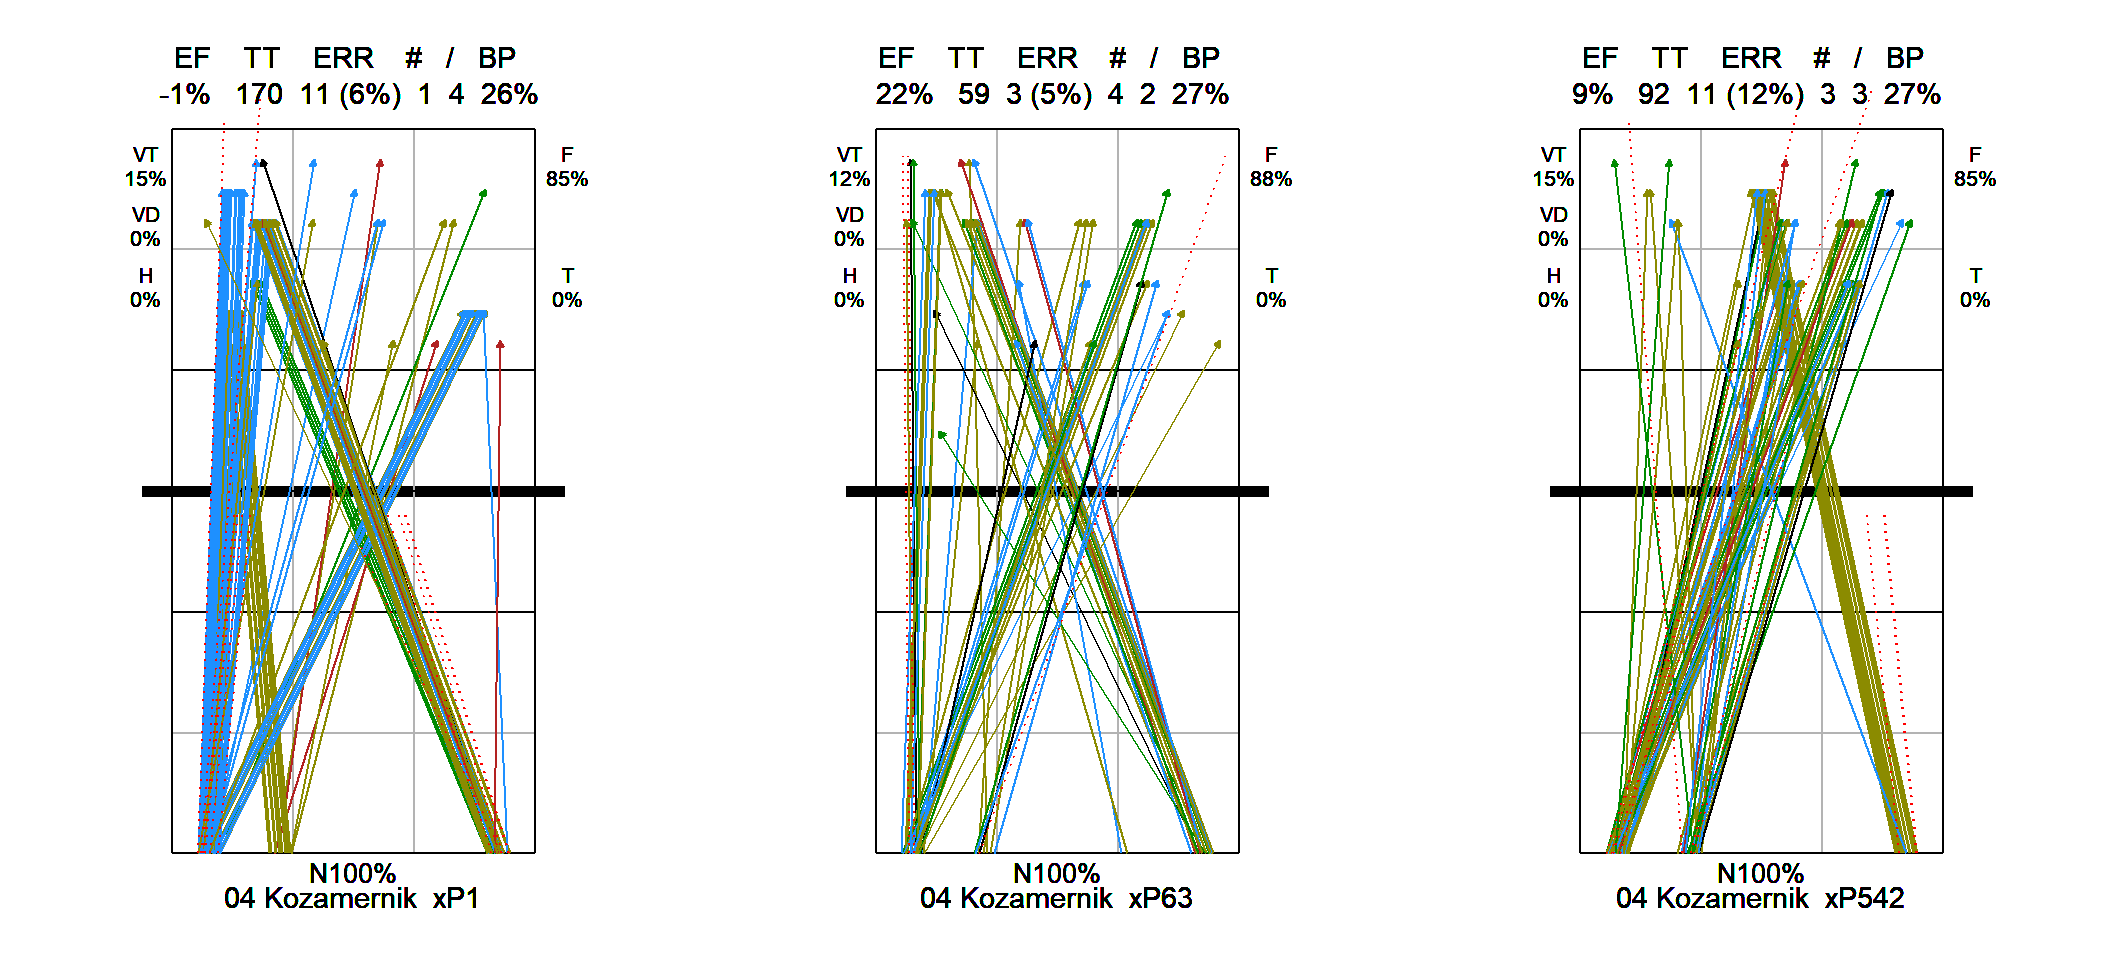 EF TT ERR # / BP
-1% 170 11 (6%) 1 4 26%
VT
15%
VD
0%
H
0%
F
85%
T
0%
N100%
04 Kozamernik xP1
EF TT ERR # / BP
22% 59 3 (5%) 4 2 27%
VT
12%
VD
0%
H
0%
F
88%
T
0%
N100%
04 Kozamernik xP63
EF TT ERR # / BP
9% 92 11 (12%) 3 3 27%
VT
15%
VD
0%
H
0%
F
85%
T
0%
N100%
04 Kozamernik xP542